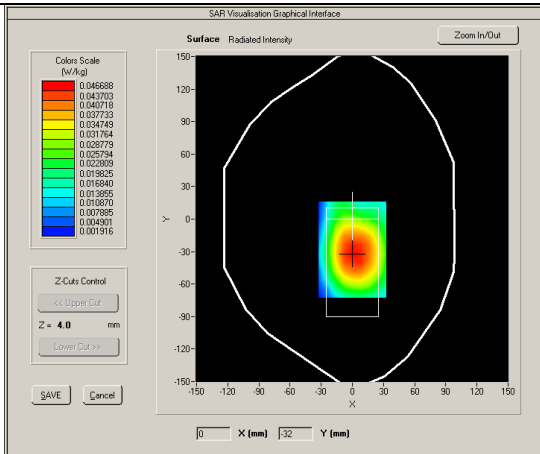 SAR Visualisation Graphical Interface
Surface Radiated Intensity
Zoom In/Out
Colors Scale
(W/kg)
0.046688
0.043703
0.040718
0.037733
0.034749
0.031764
0.028779
0.025794
0.022809
0.019825
0.016840
0.013855
0.010870
0.007885
0.004901
0.001916
Z-Cuts Control
<< Upper Cut
Z = 4.0 mm
Lower Cut >>
SAVE
Cancel
150-
120-
90-
60-
30-
0-
-30-
-60-
-90-
-120-
-150-
Y
-150 -120 -90 -60 -30 0 30 60 90 120 150
X
0 X (mm) -32 Y (mm)